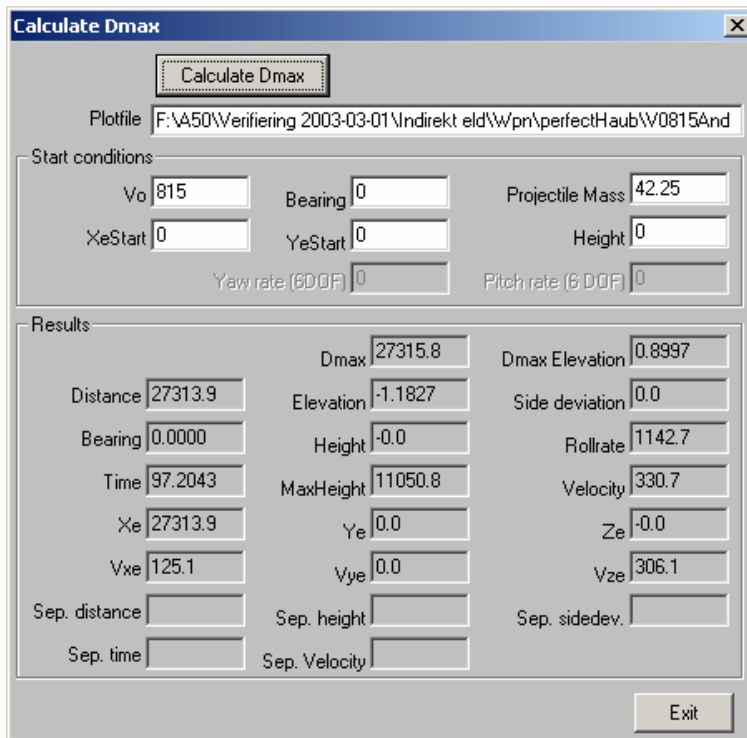 Calculate Dmax
Calculate Dmax
Plotfile F:\A50\Verifiering 2003-03-01\Indirekt eld\Wpn\perfectHaub\V0815And
Start conditions
Vo 815 Bearing 0 Projectile Mass 42.25
XeStart 0 YeStart 0 Height 0
Yaw rate (6DOF) 0 Pitch rate (6 DOF) 0
Results
Dmax 27315.8 Dmax Elevation 0.8997
Distance 27313.9 Elevation -1.1827 Side deviation 0.0
Bearing 0.0000 Height -0.0 Rollrate 1142.7
Time 97.2043 MaxHeight 11050.8 Velocity 330.7
Xe 27313.9 Ye 0.0 Ze -0.0
Vxe 125.1 Vye 0.0 Vze 306.1
Sep. distance Sep. height Sep. sidedev.
Sep. time Sep. Velocity
Exit